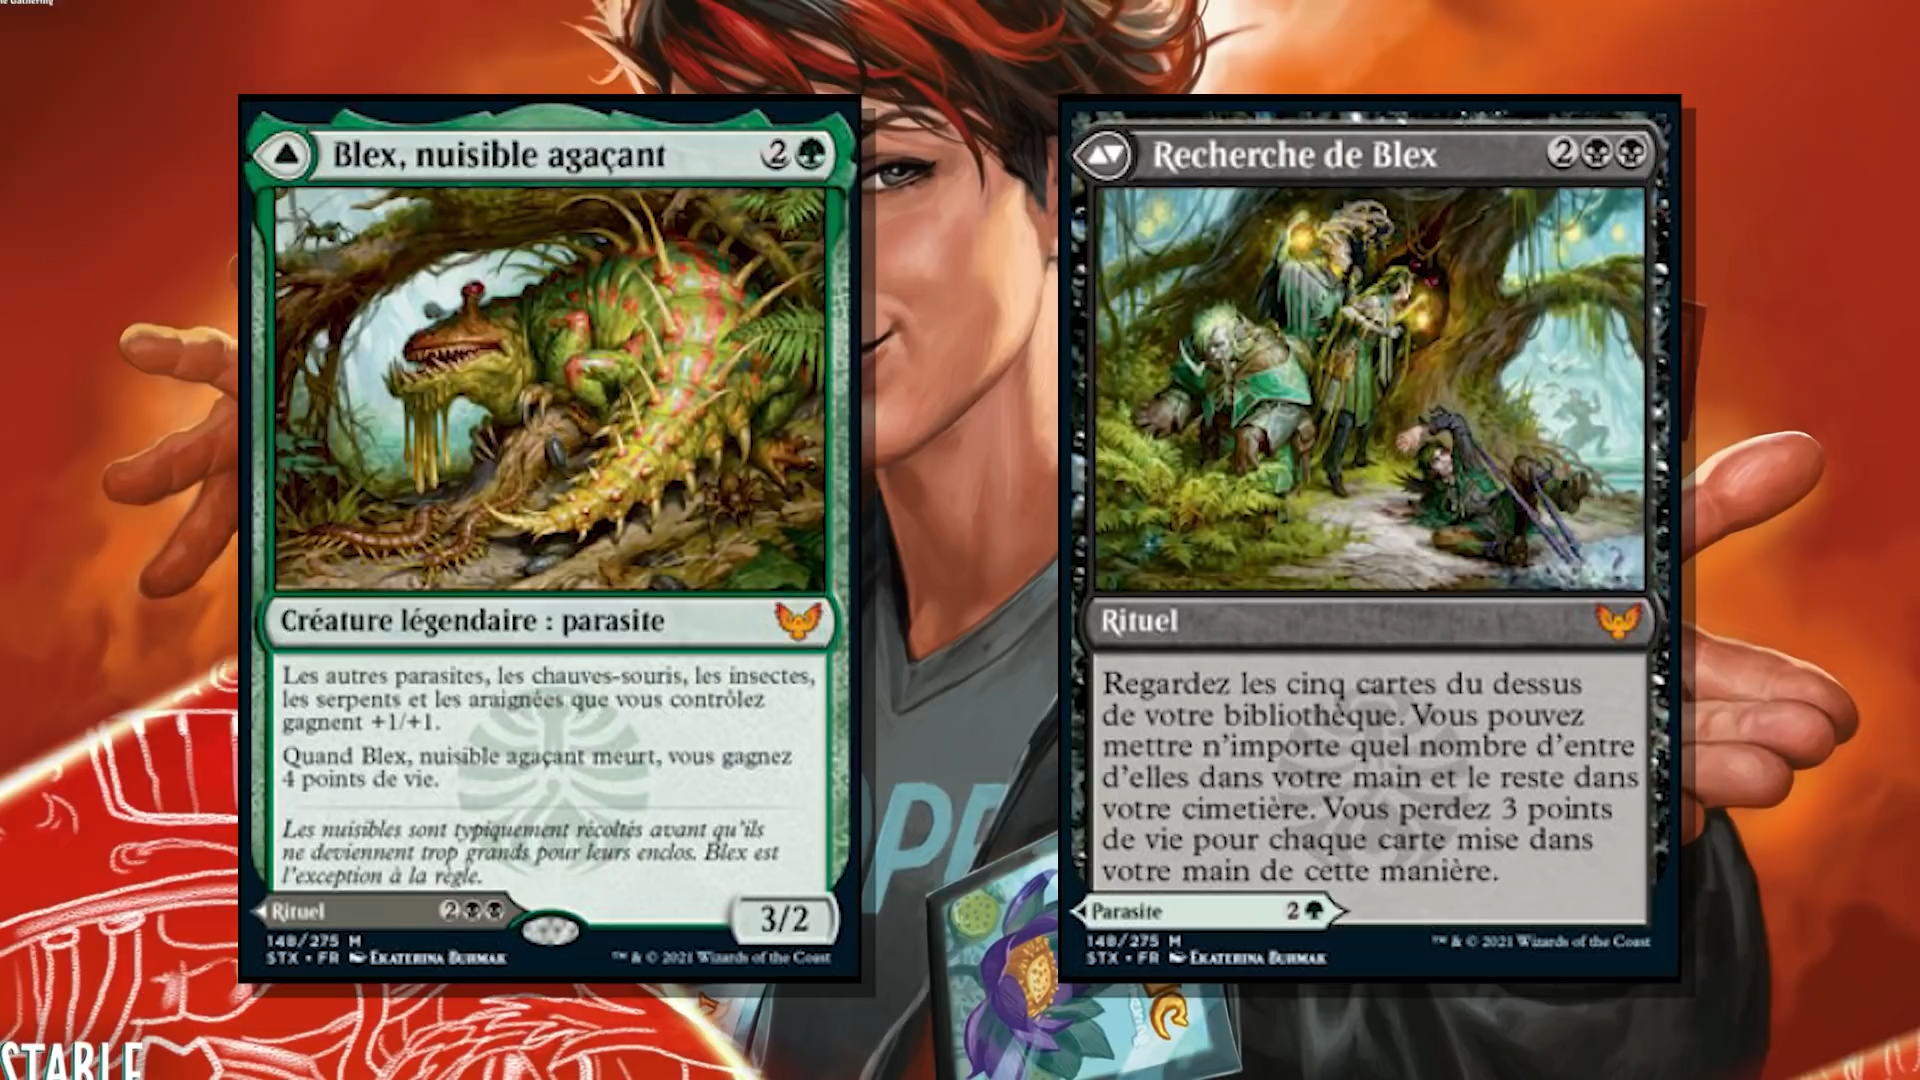 he Gathering
Blex, nuisible agaçant
2
Créature légendaire : parasite
Les autres parasites, les chauves-souris, les insectes,
les serpents et les araignées que vous contrôlez
gagnent +1/+1.
Quand Blex, nuisible agaçant meurt, vous gagnez
4 points de vie.
Les nuisibles sont typiquement récoltés avant qu'ils
ne deviennent trop grands pour leurs enclos. Blex est
l'exception à la règle.
Rituel 2
3/2
148/275 M
STX • FR Ekaterina Burmak
™ & © 2021 Wizards of the Coast
Recherche de Blex
2
Rituel
Regardez les cinq cartes du dessus
de votre bibliothèque. Vous pouvez
mettre n'importe quel nombre d'entre
d'elles dans votre main et le reste dans
votre cimetière. Vous perdez 3 points
de vie pour chaque carte mise dans
votre main de cette manière.
Parasite 2
148/275 M
STX • FR Ekaterina Burmak
™ & © 2021 Wizards of the Coast
OPE
STABLE